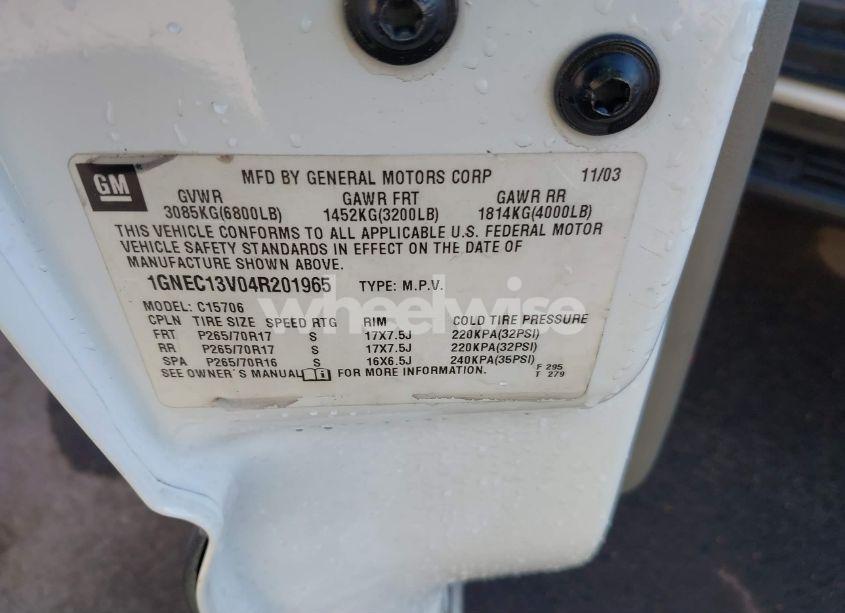 GM
MFD BY GENERAL MOTORS CORP 11/03
GVWR GAWR FRT GAWR RR
3085KG(6800LB) 1452KG(3200LB) 1814KG(4000LB)
THIS VEHICLE CONFORMS TO ALL APPLICABLE U.S. FEDERAL MOTOR
VEHICLE SAFETY STANDARDS IN EFFECT ON THE DATE OF
MANUFACTURE SHOWN ABOVE.
1GNEC13V04R201965 TYPE: M.P.V.
wheelwise
MODEL: C15706
CPLN TIRE SIZE SPEED RTG RIM COLD TIRE PRESSURE
FRT P265/70R17 S 17X7.5J 220KPA(32PSI)
RR P265/70R17 S 17X7.5J 220KPA(32PSI)
SPA P265/70R16 S 16X6.5J 240KPA(35PSI)
SEE OWNER'S MANUAL FOR MORE INFORMATION.
F 295
T 279